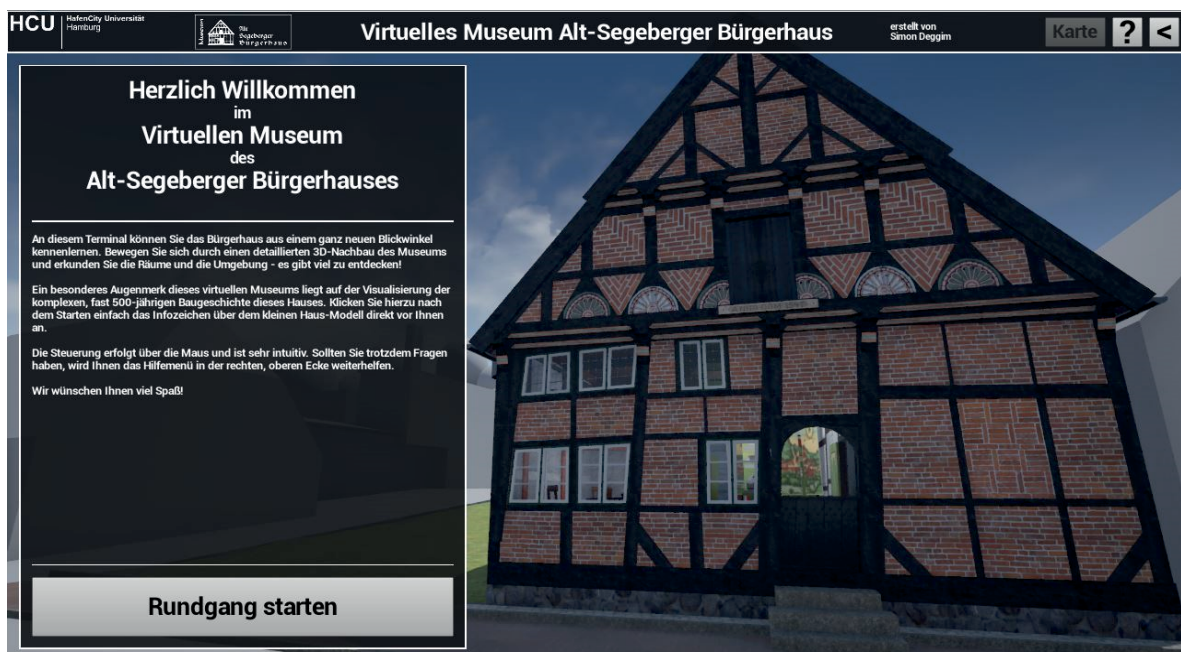 HCU
HafenCity Universität
Hamburg
Museum
Alt
Segeberger
Bürgerhaus
Virtuelles Museum Alt-Segeberger Bürgerhaus
erstellt von
Simon Deggim
Karte
?
<
Herzlich Willkommen
im
Virtuellen Museum
des
Alt-Segeberger Bürgerhauses
An diesem Terminal können Sie das Bürgerhaus aus einem ganz neuen Blickwinkel
kennenlernen. Bewegen Sie sich durch einen detaillierten 3D-Nachbau des Museums
und erkunden Sie die Räume und die Umgebung - es gibt viel zu entdecken!
Ein besonderes Augenmerk dieses virtuellen Museums liegt auf der Visualisierung der
komplexen, fast 500-jährigen Baugeschichte dieses Hauses. Klicken Sie hierzu nach
dem Starten einfach das Infozeichen über dem kleinen Haus-Modell direkt vor Ihnen
an.
Die Steuerung erfolgt über die Maus und ist sehr intuitiv. Sollten Sie trotzdem Fragen
haben, wird Ihnen das Hilfemenü in der rechten, oberen Ecke weiterhelfen.
Wir wünschen Ihnen viel Spaß!
Rundgang starten